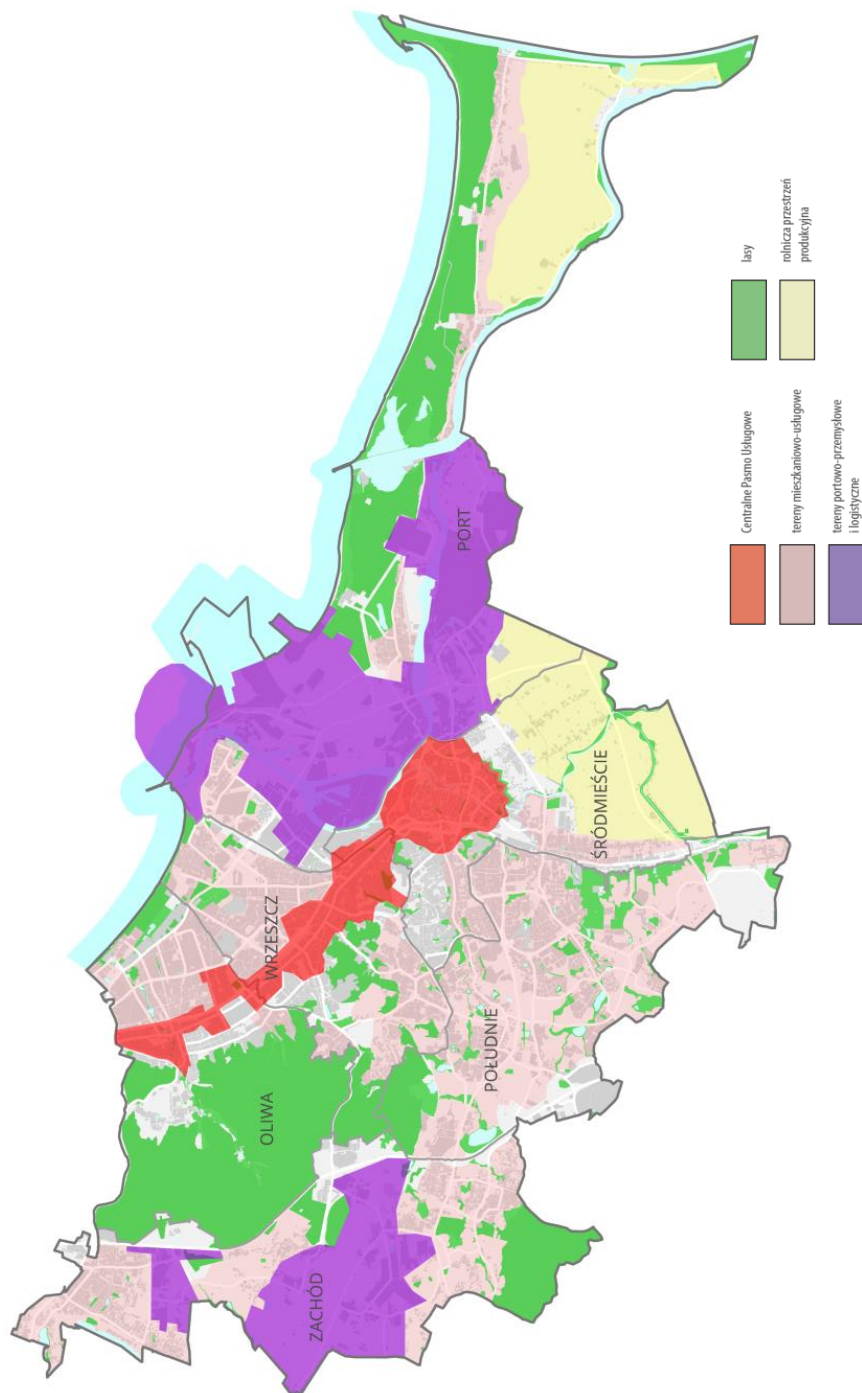 OLIWA
WRZESZCZ
PORT
ZACHÓD
POŁUDNIE
ŚRÓDMIEŚCIE
Centralne Pasmo Usługowe
tereny mieszkaniowo-usługowe
tereny portowo-przemysłowe
i logistyczne
lasy
rolnicza przestrzeń
produkcyjna